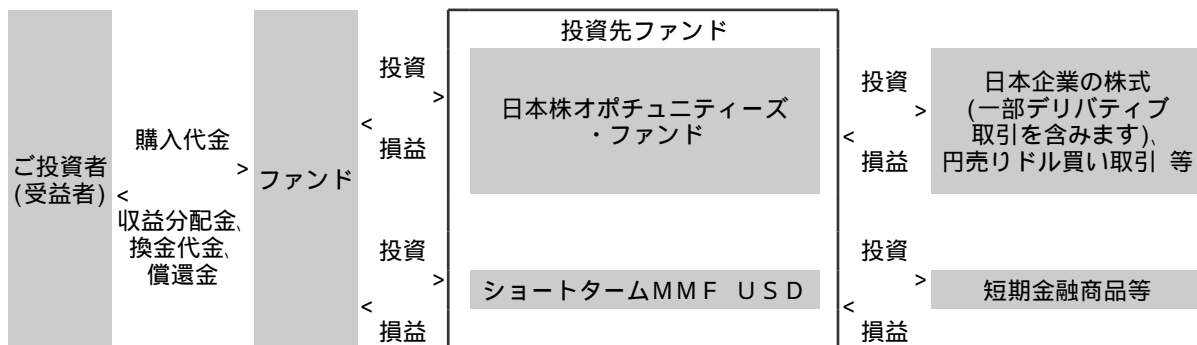 投資先ファンド
ご投資者
(受益者)
購入代金
>
<
収益分配金、
換金代金、
償還金
ファンド
投資
>
<
損益
日本株オポチュニティーズ
・ファンド
投資
>
<
損益
日本企業の株式
(一部デリバティブ
取引を含みます)、
円売りドル買い取引 等
投資
>
<
損益
ショートタームMMF USD
投資
>
<
損益
短期金融商品等